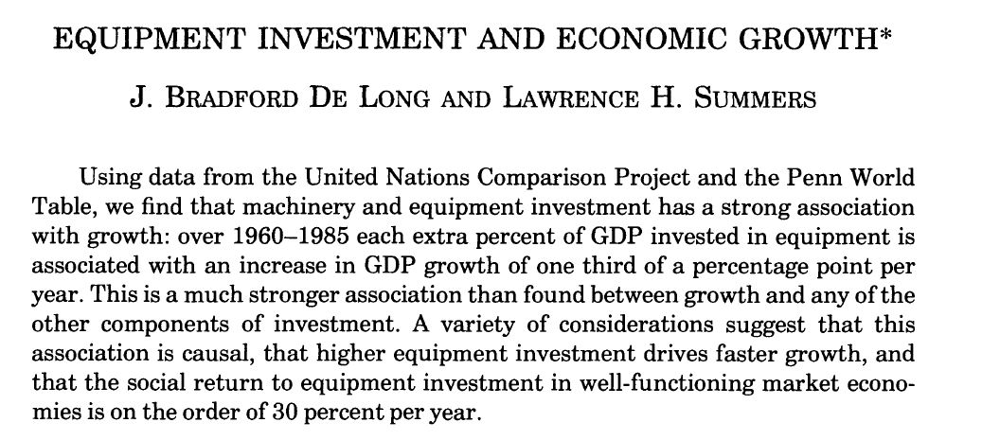 EQUIPMENT INVESTMENT AND ECONOMIC GROWTH*
J. BRADFORD DE LONG AND LAWRENCE H. SUMMERS
Using data from the United Nations Comparison Project and the Penn World
Table, we find that machinery and equipment investment has a strong association
with growth: over 1960–1985 each extra percent of GDP invested in equipment is
associated with an increase in GDP growth of one third of a percentage point per
year. This is a much stronger association than found between growth and any of the
other components of investment. A variety of considerations suggest that this
association is causal, that higher equipment investment drives faster growth, and
that the social return to equipment investment in well-functioning market econo-
mies is on the order of 30 percent per year.